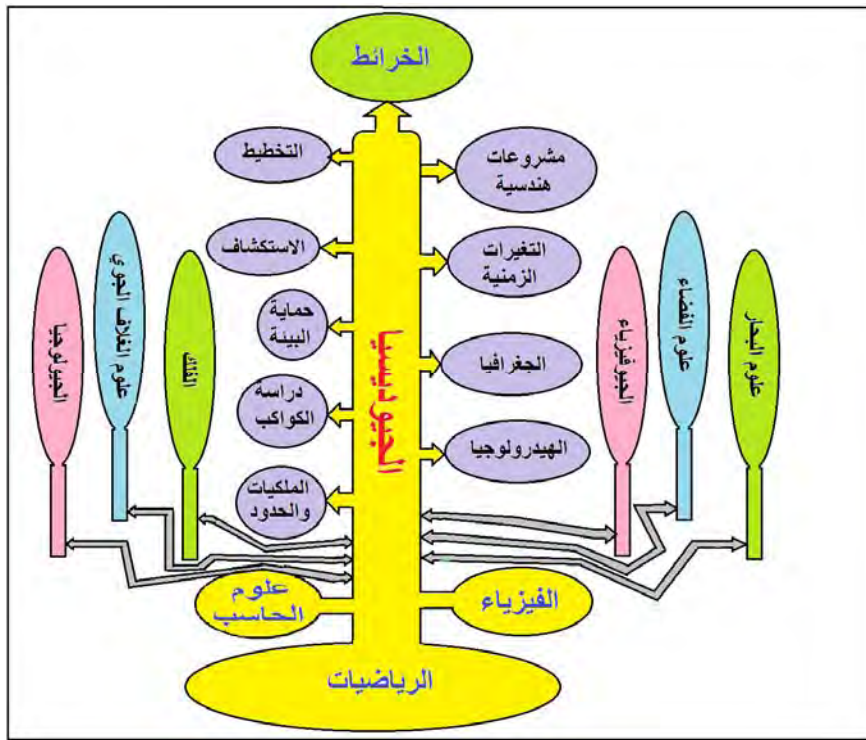 الخرائط
مشروعات
هندسية
التخطيط
التغيرات
الزمنية
الاستكشاف
علوم البحار
علوم الفضاء
الجيوفيزياء
الجغرافيا
حماية
البيئة
الجيوديسيا
الفلك
علوم الغلاف الجوي
الجيولوجيا
دراسة
الكواكب
الهيدرولوجيا
الملكيات
والحدود
الفيزياء
علوم
الحاسب
الرياضيات